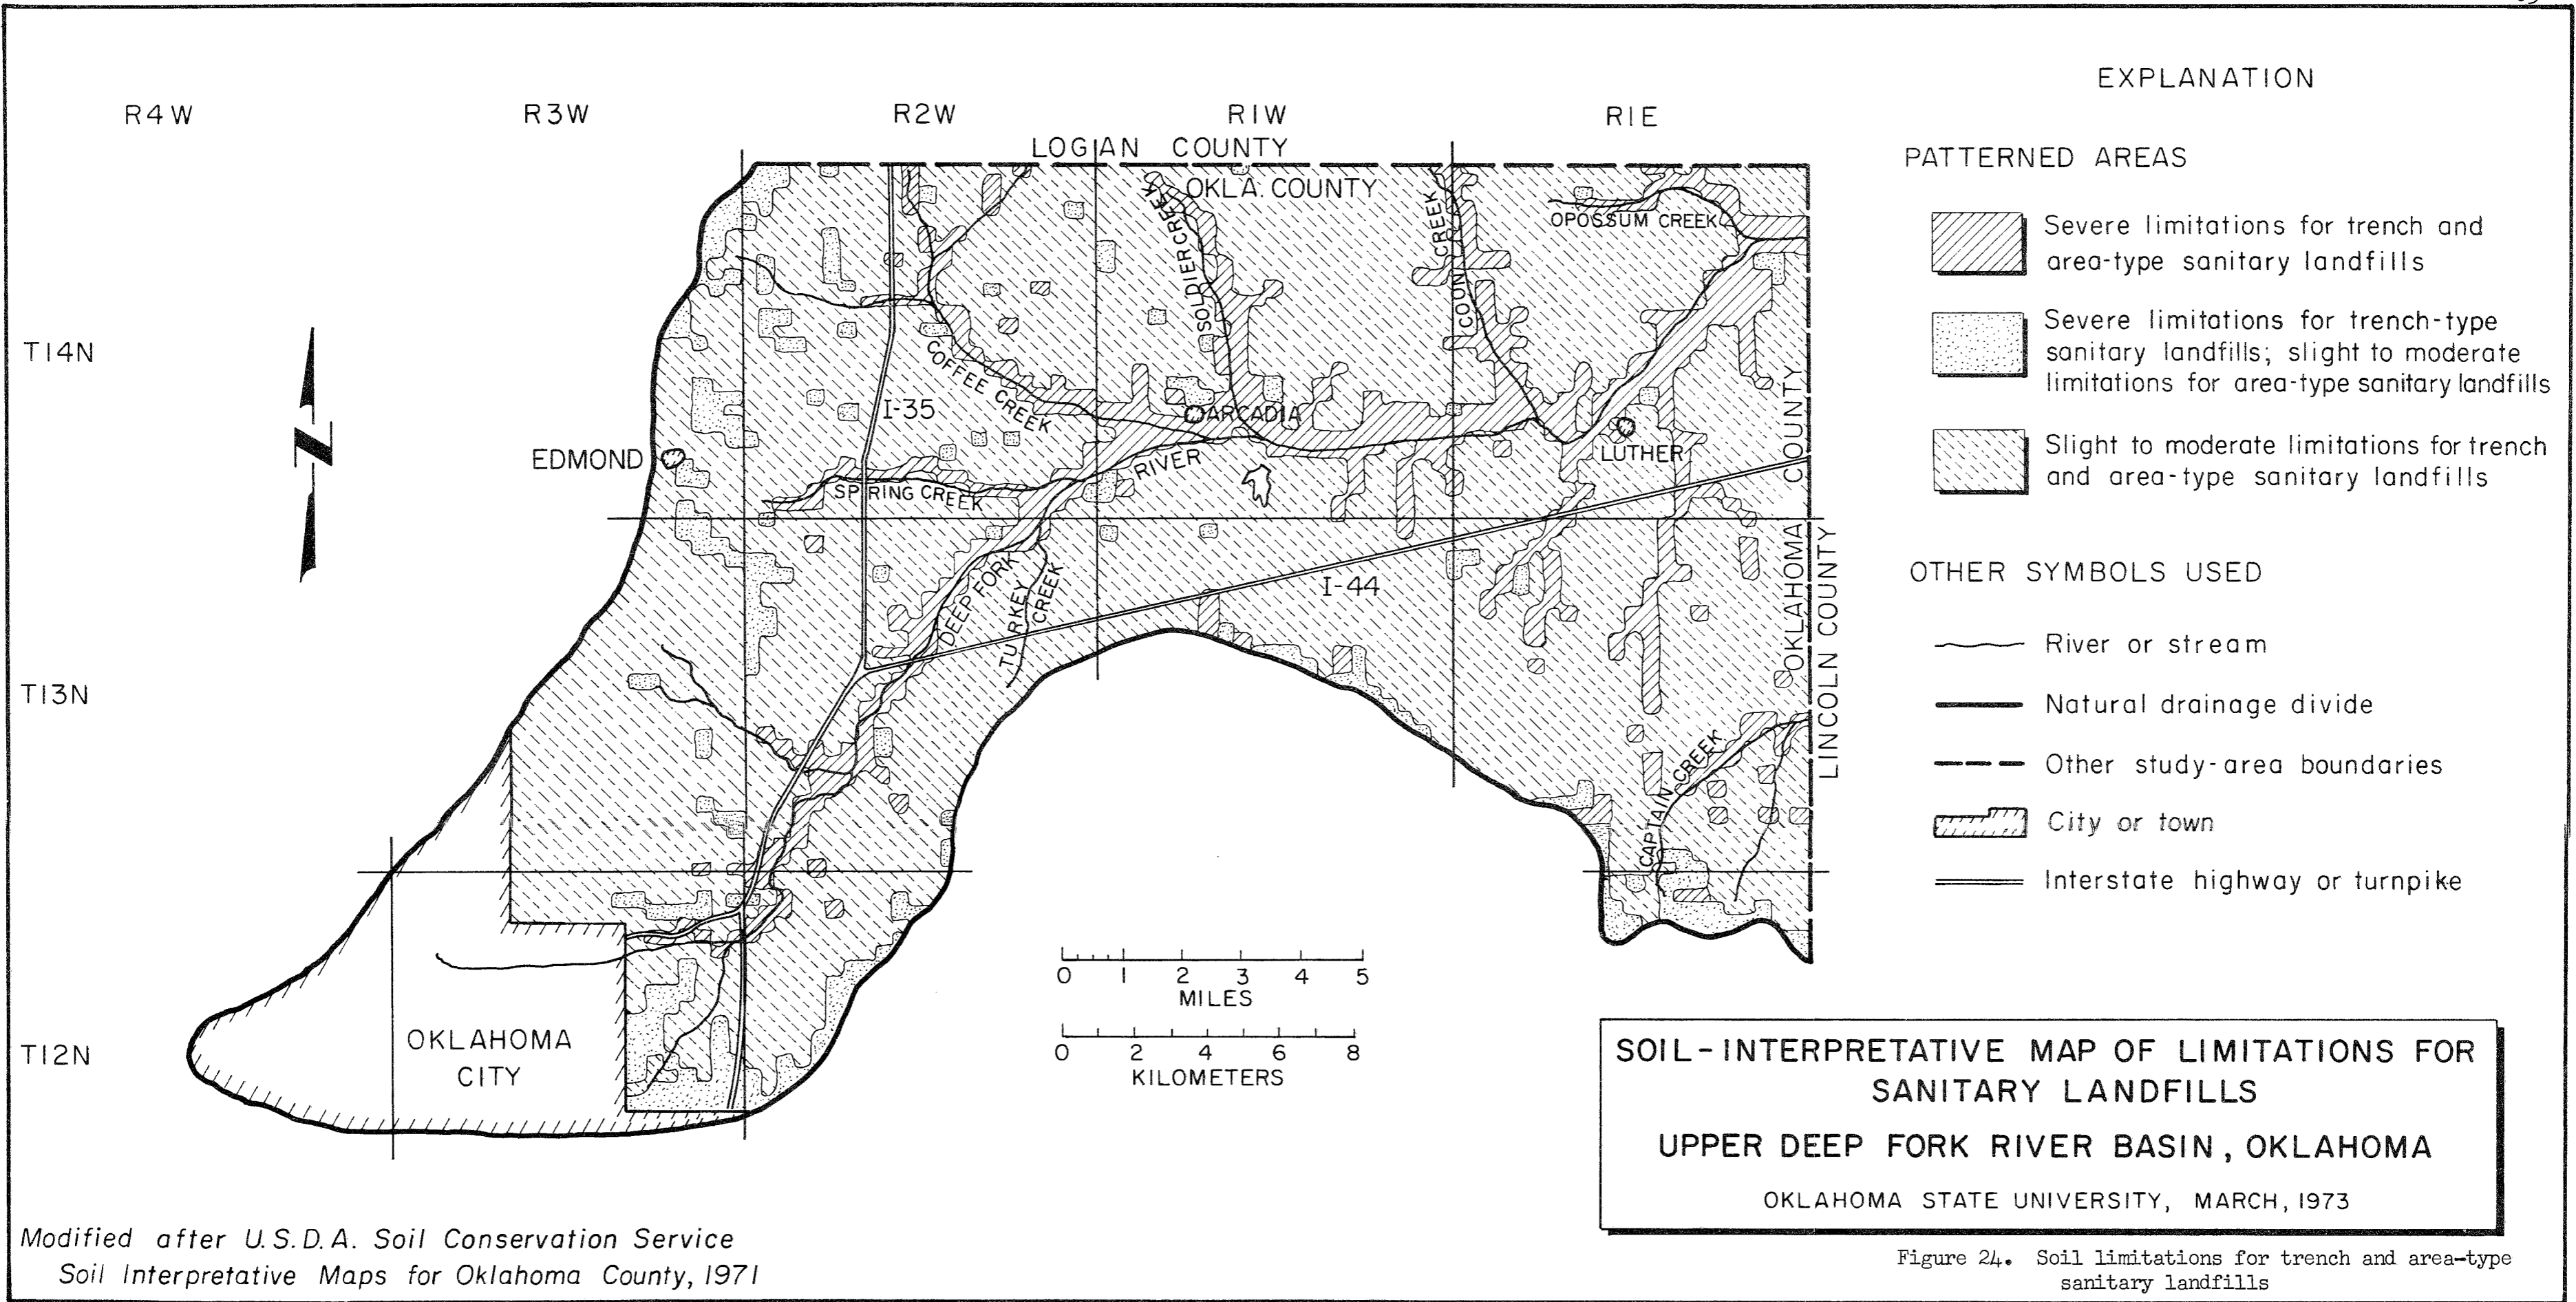 R4W
R3W
R2W
R1W
R1E
LOGAN COUNTY
OKLA. COUNTY
T14N
T13N
T12N
SOLDIER CREEK
COON CREEK
OPOSSUM CREEK
COFFEE CREEK
I-35
ARCADIA
EDMOND
SPRING CREEK
RIVER
LUTHER
DEEP FORK
TURKEY CREEK
I-44
OKLAHOMA COUNTY
LINCOLN COUNTY
CAPTAIN CREEK
OKLAHOMA
CITY
0 1 2 3 4 5
MILES
0 2 4 6 8
KILOMETERS
EXPLANATION
PATTERNED AREAS
Severe limitations for trench and
area-type sanitary landfills
Severe limitations for trench-type
sanitary landfills; slight to moderate
limitations for area-type sanitary landfills
Slight to moderate limitations for trench
and area-type sanitary landfills
OTHER SYMBOLS USED
River or stream
Natural drainage divide
Other study-area boundaries
City or town
Interstate highway or turnpike
SOIL-INTERPRETATIVE MAP OF LIMITATIONS FOR
SANITARY LANDFILLS
UPPER DEEP FORK RIVER BASIN, OKLAHOMA
OKLAHOMA STATE UNIVERSITY, MARCH, 1973
Modified after U.S.D.A. Soil Conservation Service
Soil Interpretative Maps for Oklahoma County, 1971
Figure 24. Soil limitations for trench and area-type
sanitary landfills